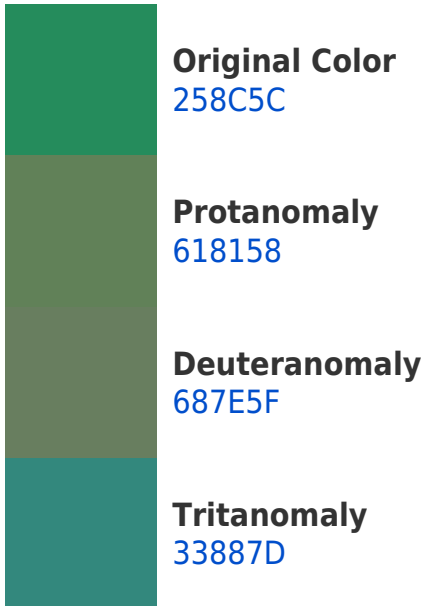 Original Color
258C5C
Protanomaly
618158
Deuteranomaly
687E5F
Tritanomaly
33887D